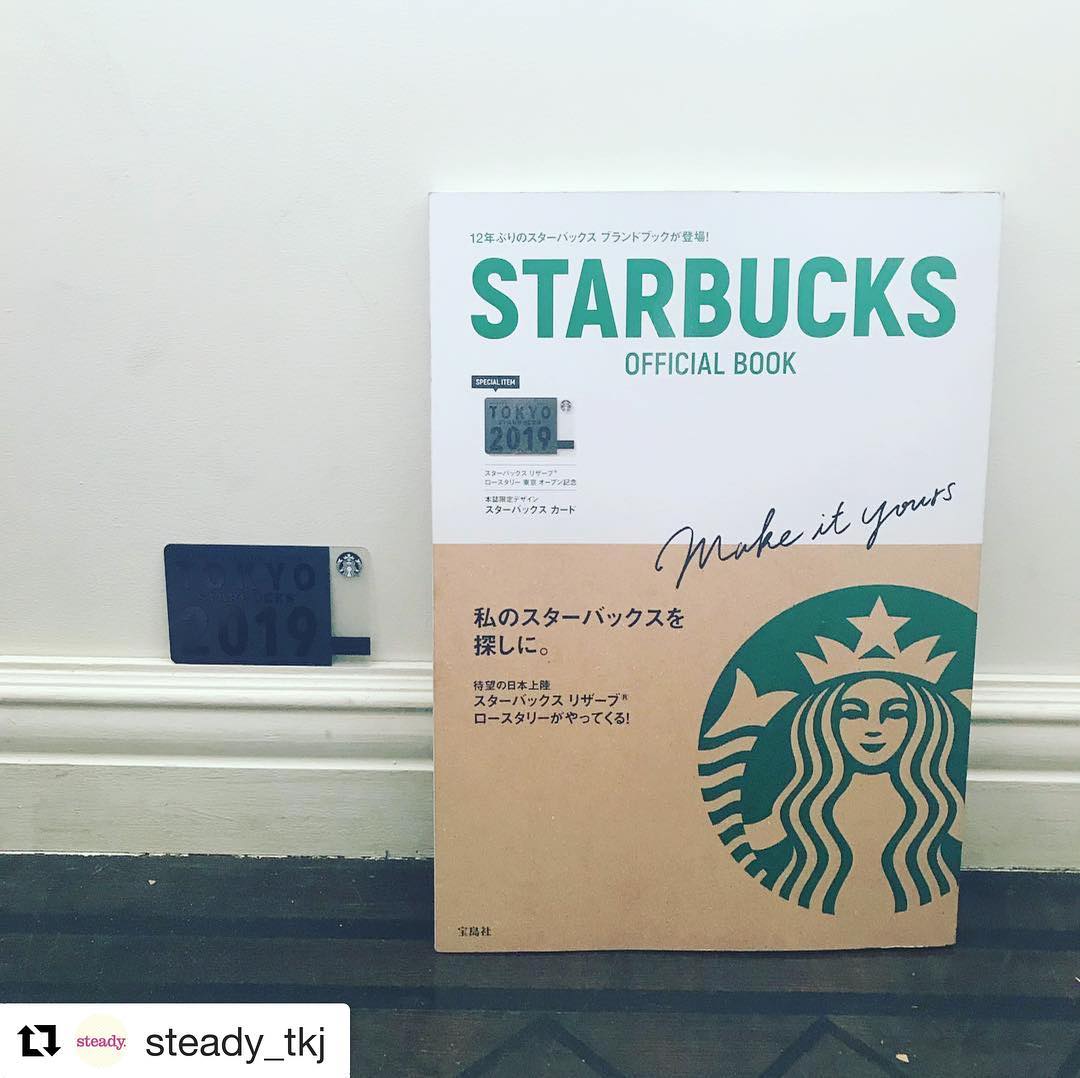 12年ぶりのスターバックス ブランドブックが登場!
STARBUCKS
OFFICIAL BOOK
SPECIAL ITEM
TOKYO
STARBUCKS
2019
スターバックス リザーブ®
ロースタリー 東京 オープン記念
本誌限定デザイン
スターバックス カード
Make it yours
TOKYO
STARBUCKS
2019
私のスターバックスを
探しに。
待望の日本上陸
スターバックス リザーブ®
ロースタリーがやってくる!
宝島社
steady.
steady_tkj